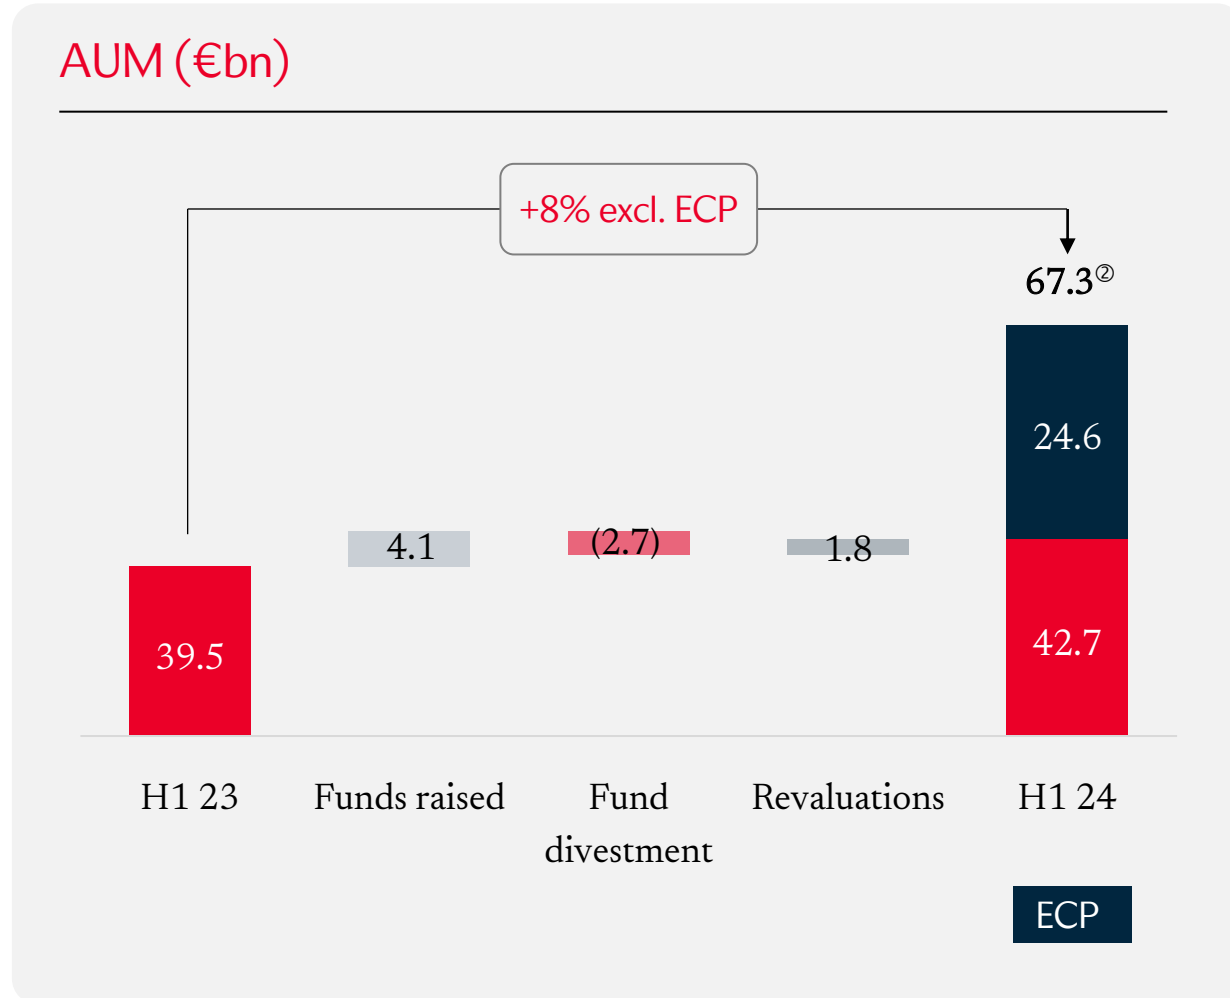 AUM (€bn)
+8% excl. ECP
67.3②
24.6
4.1
(2.7)
1.8
39.5
42.7
H1 23
Funds raised
Fund
divestment
Revaluations
H1 24
ECP